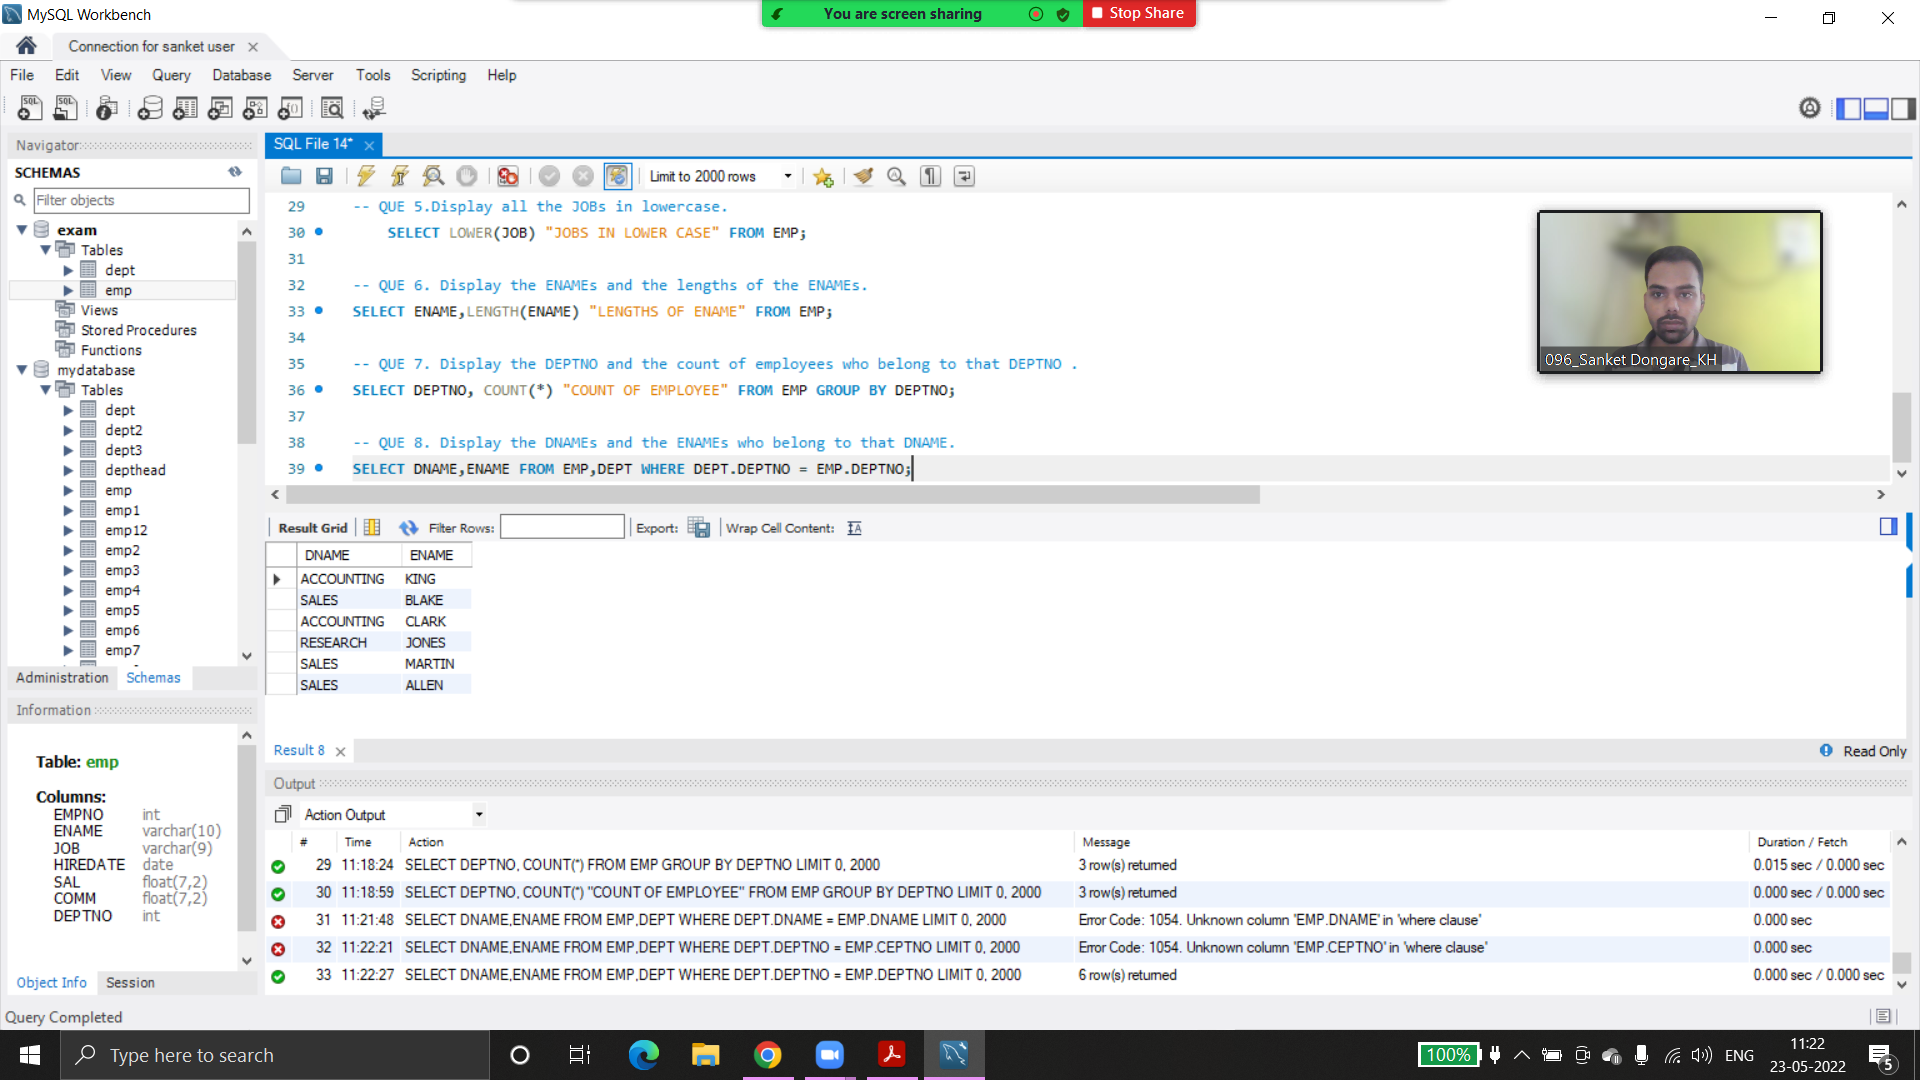 MySQL Workbench
You are screen sharing
Stop Share
Connection for sanket user
File Edit View Query Database Server Tools Scripting Help
Navigator
SCHEMAS
Filter objects
exam
Tables
dept
emp
Views
Stored Procedures
Functions
mydatabase
Tables
dept
dept2
dept3
depthead
emp
emp1
emp12
emp2
emp3
emp4
emp5
emp6
emp7
Administration Schemas
Information
Table: emp
Columns:
EMPNO int
ENAME varchar(10)
JOB varchar(9)
HIREDATE date
SAL float(7,2)
COMM float(7,2)
DEPTNO int
Object Info Session
Query Completed
SQL File 14*
Limit to 2000 rows
29 -- QUE 5.Display all the JOBs in lowercase.
30 SELECT LOWER(JOB) "JOBS IN LOWER CASE" FROM EMP;
31
32 -- QUE 6. Display the ENAMEs and the lengths of the ENAMEs.
33 SELECT ENAME,LENGTH(ENAME) "LENGTHS OF ENAME" FROM EMP;
34
35 -- QUE 7. Display the DEPTNO and the count of employees who belong to that DEPTNO .
36 SELECT DEPTNO, COUNT(*) "COUNT OF EMPLOYEE" FROM EMP GROUP BY DEPTNO;
37
38 -- QUE 8. Display the DNAMEs and the ENAMEs who belong to that DNAME.
39 SELECT DNAME,ENAME FROM EMP,DEPT WHERE DEPT.DEPTNO = EMP.DEPTNO;
096_Sanket Dongare_KH
Result Grid Filter Rows: Export: Wrap Cell Content:
DNAME ENAME
ACCOUNTING KING
SALES BLAKE
ACCOUNTING CLARK
RESEARCH JONES
SALES MARTIN
SALES ALLEN
Result 8
Read Only
Output
Action Output
# Time Action Message Duration / Fetch
29 11:18:24 SELECT DEPTNO, COUNT(*) FROM EMP GROUP BY DEPTNO LIMIT 0, 2000 3 row(s) returned 0.015 sec / 0.000 sec
30 11:18:59 SELECT DEPTNO, COUNT(*) "COUNT OF EMPLOYEE" FROM EMP GROUP BY DEPTNO LIMIT 0, 2000 3 row(s) returned 0.000 sec / 0.000 sec
31 11:21:48 SELECT DNAME,ENAME FROM EMP,DEPT WHERE DEPT.DNAME = EMP.DNAME LIMIT 0, 2000 Error Code: 1054. Unknown column 'EMP.DNAME' in 'where clause' 0.000 sec
32 11:22:21 SELECT DNAME,ENAME FROM EMP,DEPT WHERE DEPT.DEPTNO = EMP.CEPTNO LIMIT 0, 2000 Error Code: 1054. Unknown column 'EMP.CEPTNO' in 'where clause' 0.000 sec
33 11:22:27 SELECT DNAME,ENAME FROM EMP,DEPT WHERE DEPT.DEPTNO = EMP.DEPTNO LIMIT 0, 2000 6 row(s) returned 0.000 sec / 0.000 sec
Type here to search
100%
ENG
11:22
23-05-2022
5